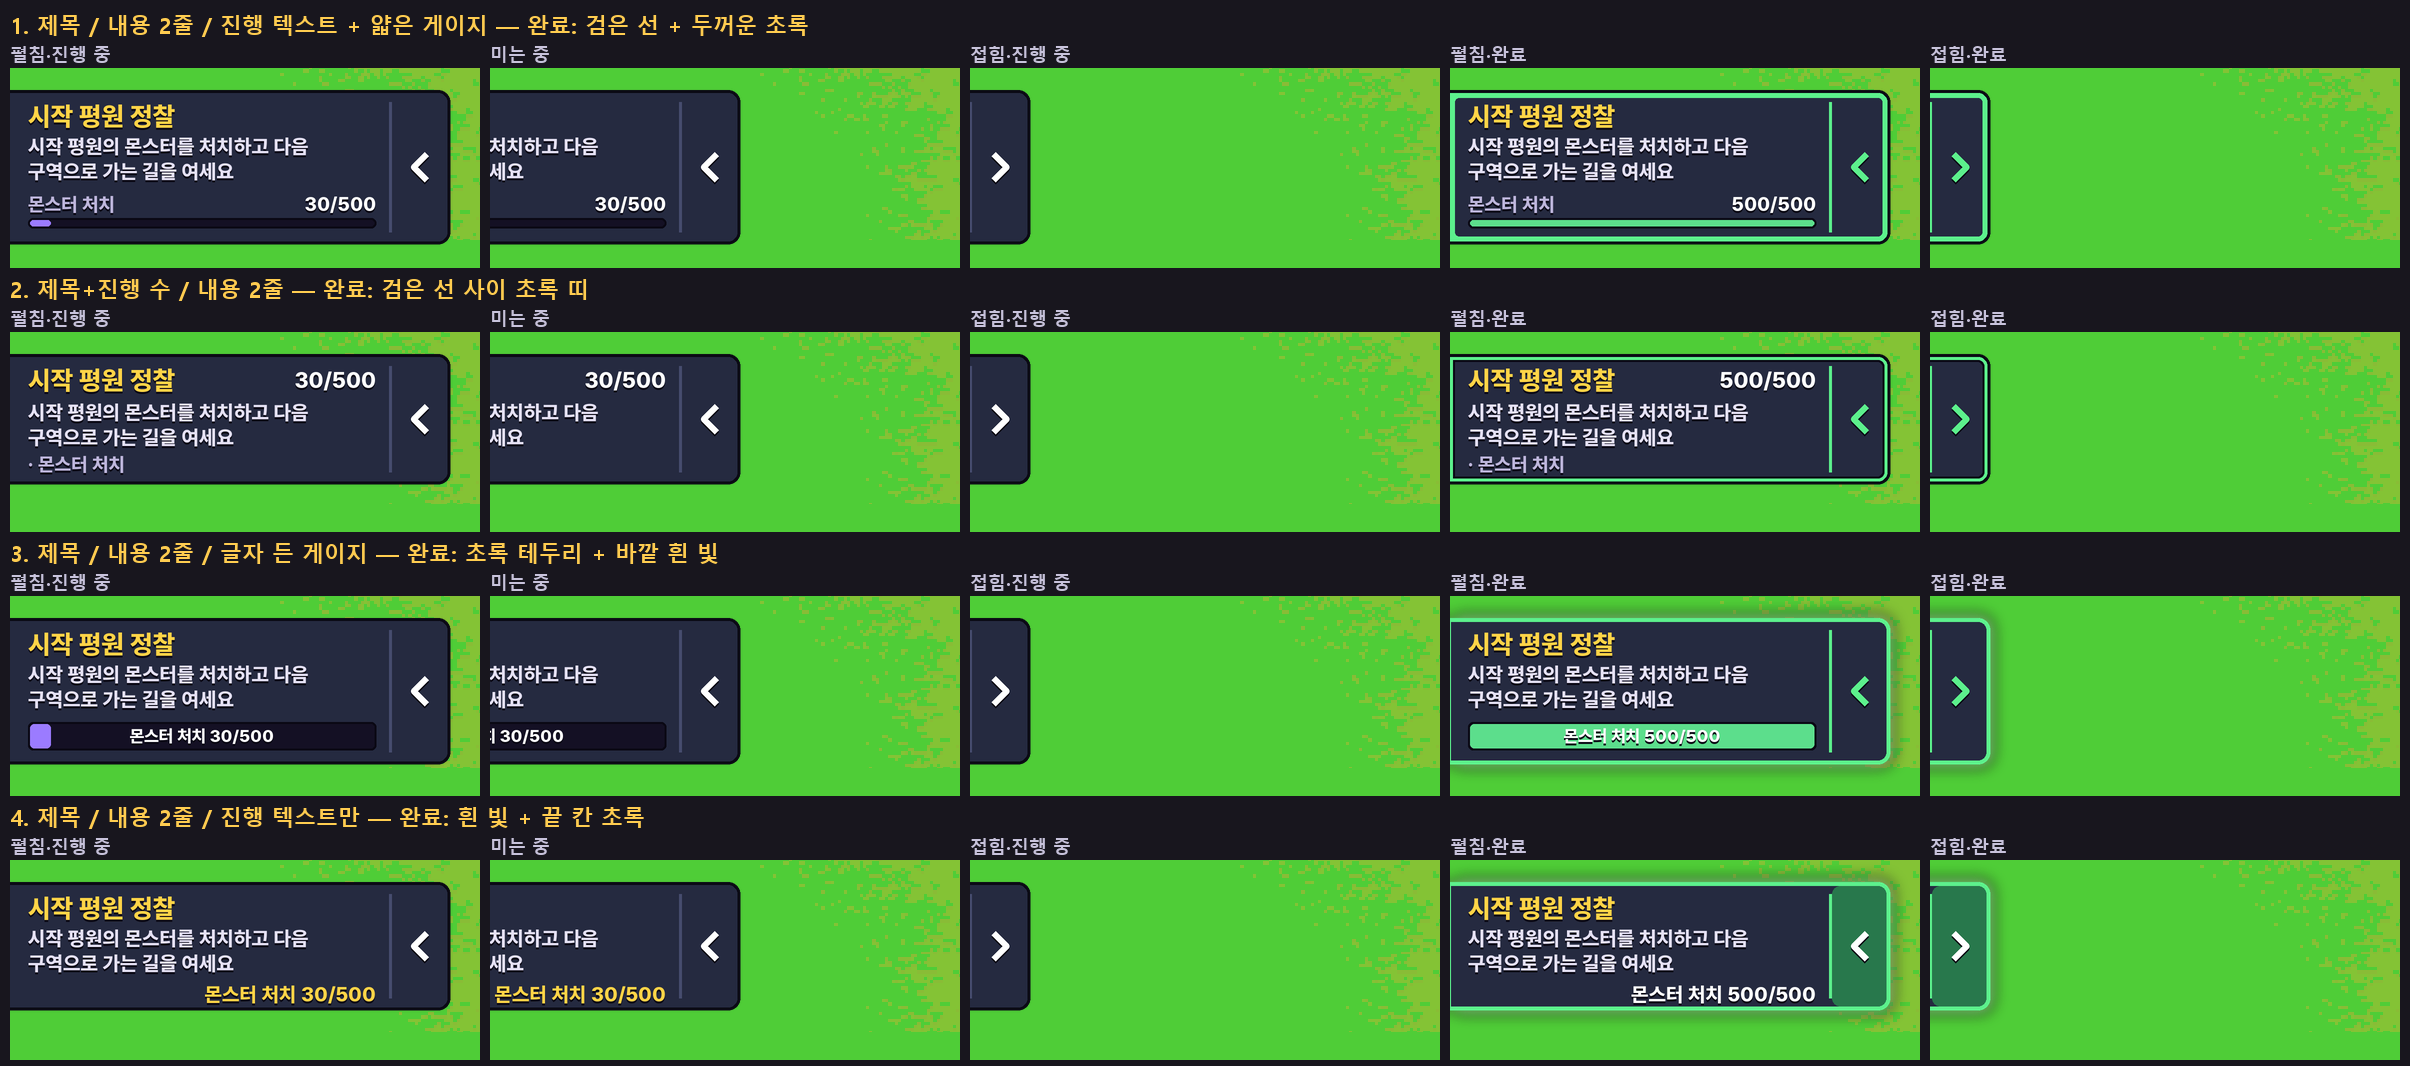 1. 제목 / 내용 2줄 / 진행 텍스트 + 얇은 게이지 — 완료: 검은 선 + 두꺼운 초록
펼침·진행 중
미는 중
접힘·진행 중
펼침·완료
접힘·완료
시작 평원 정찰
시작 평원의 몬스터를 처치하고 다음
구역으로 가는 길을 여세요
몬스터 처치 30/500
처치하고 다음
세요
30/500
시작 평원 정찰
시작 평원의 몬스터를 처치하고 다음
구역으로 가는 길을 여세요
몬스터 처치 500/500
2. 제목+진행 수 / 내용 2줄 — 완료: 검은 선 사이 초록 띠
펼침·진행 중
미는 중
접힘·진행 중
펼침·완료
접힘·완료
시작 평원 정찰 30/500
시작 평원의 몬스터를 처치하고 다음
구역으로 가는 길을 여세요
· 몬스터 처치
30/500
처치하고 다음
세요
시작 평원 정찰 500/500
시작 평원의 몬스터를 처치하고 다음
구역으로 가는 길을 여세요
· 몬스터 처치
3. 제목 / 내용 2줄 / 글자 든 게이지 — 완료: 초록 테두리 + 바깥 흰 빛
펼침·진행 중
미는 중
접힘·진행 중
펼침·완료
접힘·완료
시작 평원 정찰
시작 평원의 몬스터를 처치하고 다음
구역으로 가는 길을 여세요
몬스터 처치 30/500
처치하고 다음
세요
30/500
시작 평원 정찰
시작 평원의 몬스터를 처치하고 다음
구역으로 가는 길을 여세요
몬스터 처치 500/500
4. 제목 / 내용 2줄 / 진행 텍스트만 — 완료: 흰 빛 + 끝 칸 초록
펼침·진행 중
미는 중
접힘·진행 중
펼침·완료
접힘·완료
시작 평원 정찰
시작 평원의 몬스터를 처치하고 다음
구역으로 가는 길을 여세요
몬스터 처치 30/500
처치하고 다음
세요
몬스터 처치 30/500
시작 평원 정찰
시작 평원의 몬스터를 처치하고 다음
구역으로 가는 길을 여세요
몬스터 처치 500/500